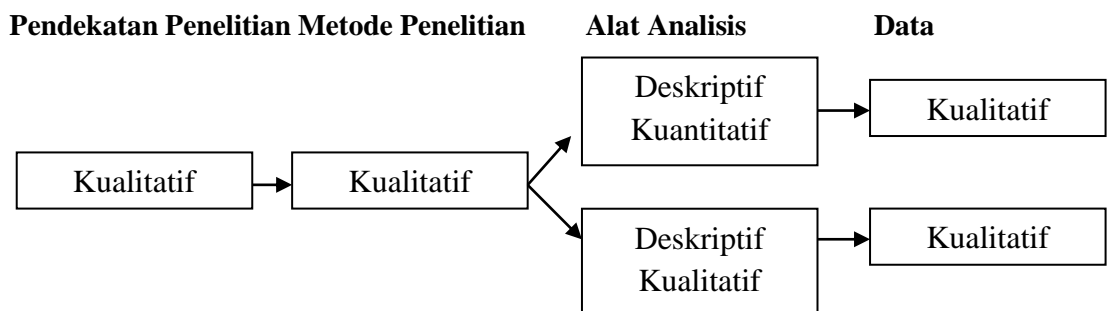 Pendekatan Penelitian Metode Penelitian Alat Analisis Data
Deskriptif
Kuantitatif
Kualitatif
Kualitatif
Kualitatif
Deskriptif
Kualitatif
Kualitatif